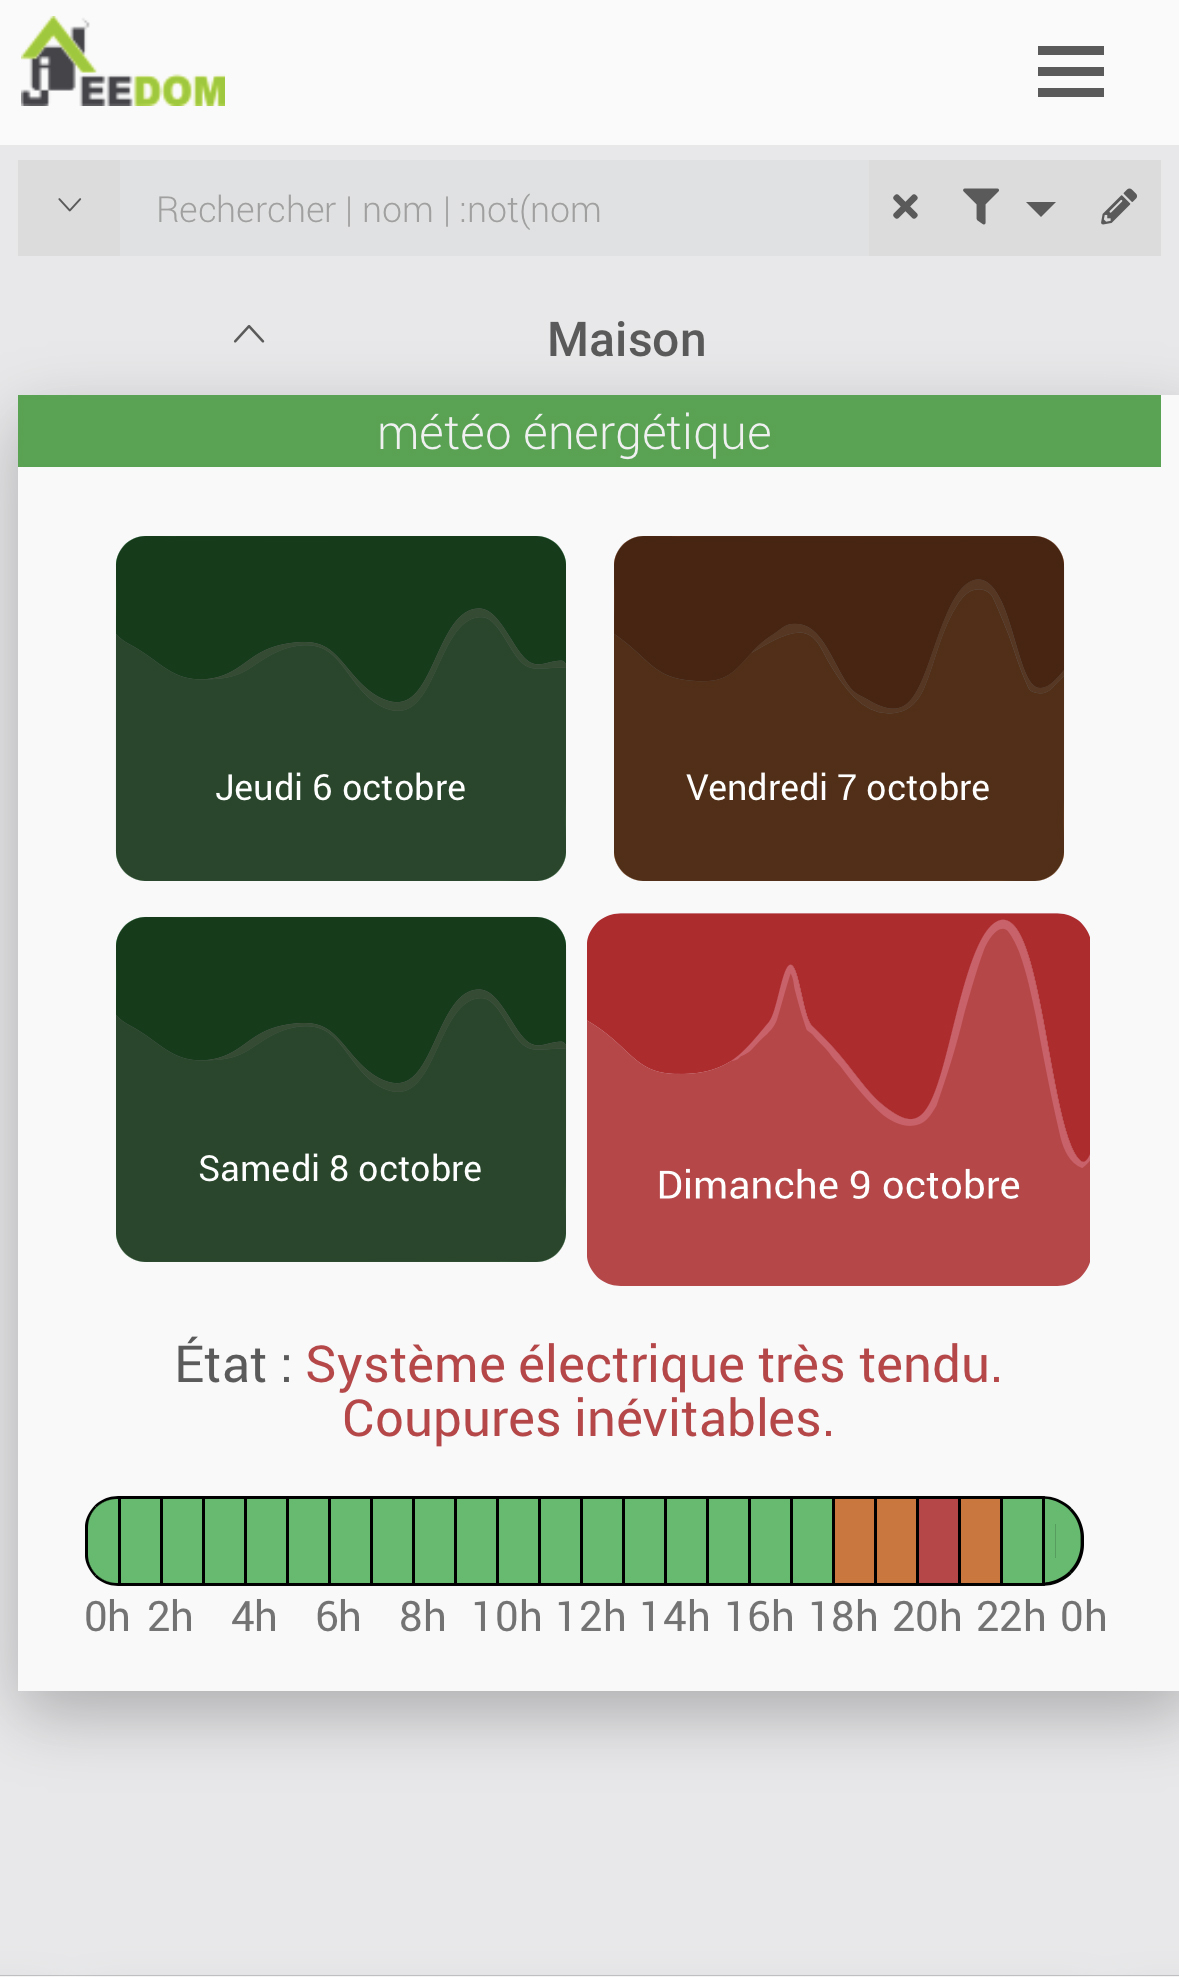 JEEDOM
Rechercher | nom | :not(nom
Maison
météo énergétique
Jeudi 6 octobre
Vendredi 7 octobre
Samedi 8 octobre
Dimanche 9 octobre
État : Système électrique très tendu.
Coupures inévitables.
0h 2h 4h 6h 8h 10h 12h 14h 16h 18h 20h 22h 0h